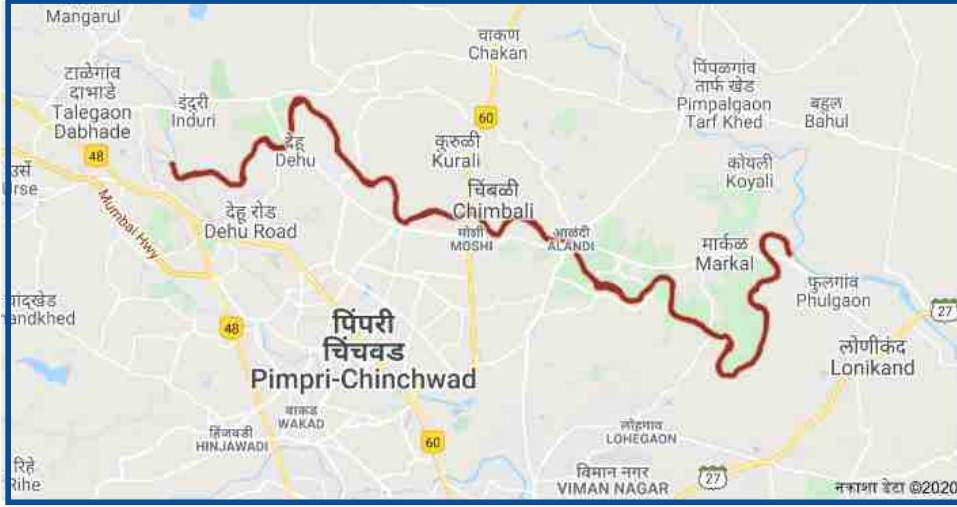 Mangarul
चाकण
Chakan
टाळेगांव
दाभाडे
Talegaon
Dabhade
इंदुरी
Induri
पिंपळगांव
तार्फ खेड
Pimpalgaon
Tarf Khed
बहुल
Bahul
60
कुरुळी
Kurali
देहू
Dehu
48
उर्से
Urse
कोयली
Koyali
चिंबळी
Chimbali
देहू रोड
Dehu Road
Mumbai Hwy
मोशी
MOSHI
आळंदी
ALANDI
मार्कळ
Markal
फुलगांव
Phulgaon
27
48
पिंपरी
चिंचवड
Pimpri-Chinchwad
लोणीकंद
Lonikand
वाकड
WAKAD
हिंजवडी
HINJAWADI
60
लोहगाव
LOHEGAON
रिहे
Rihe
विमान नगर
VIMAN NAGAR
27
नकाशा डेटा ©2020